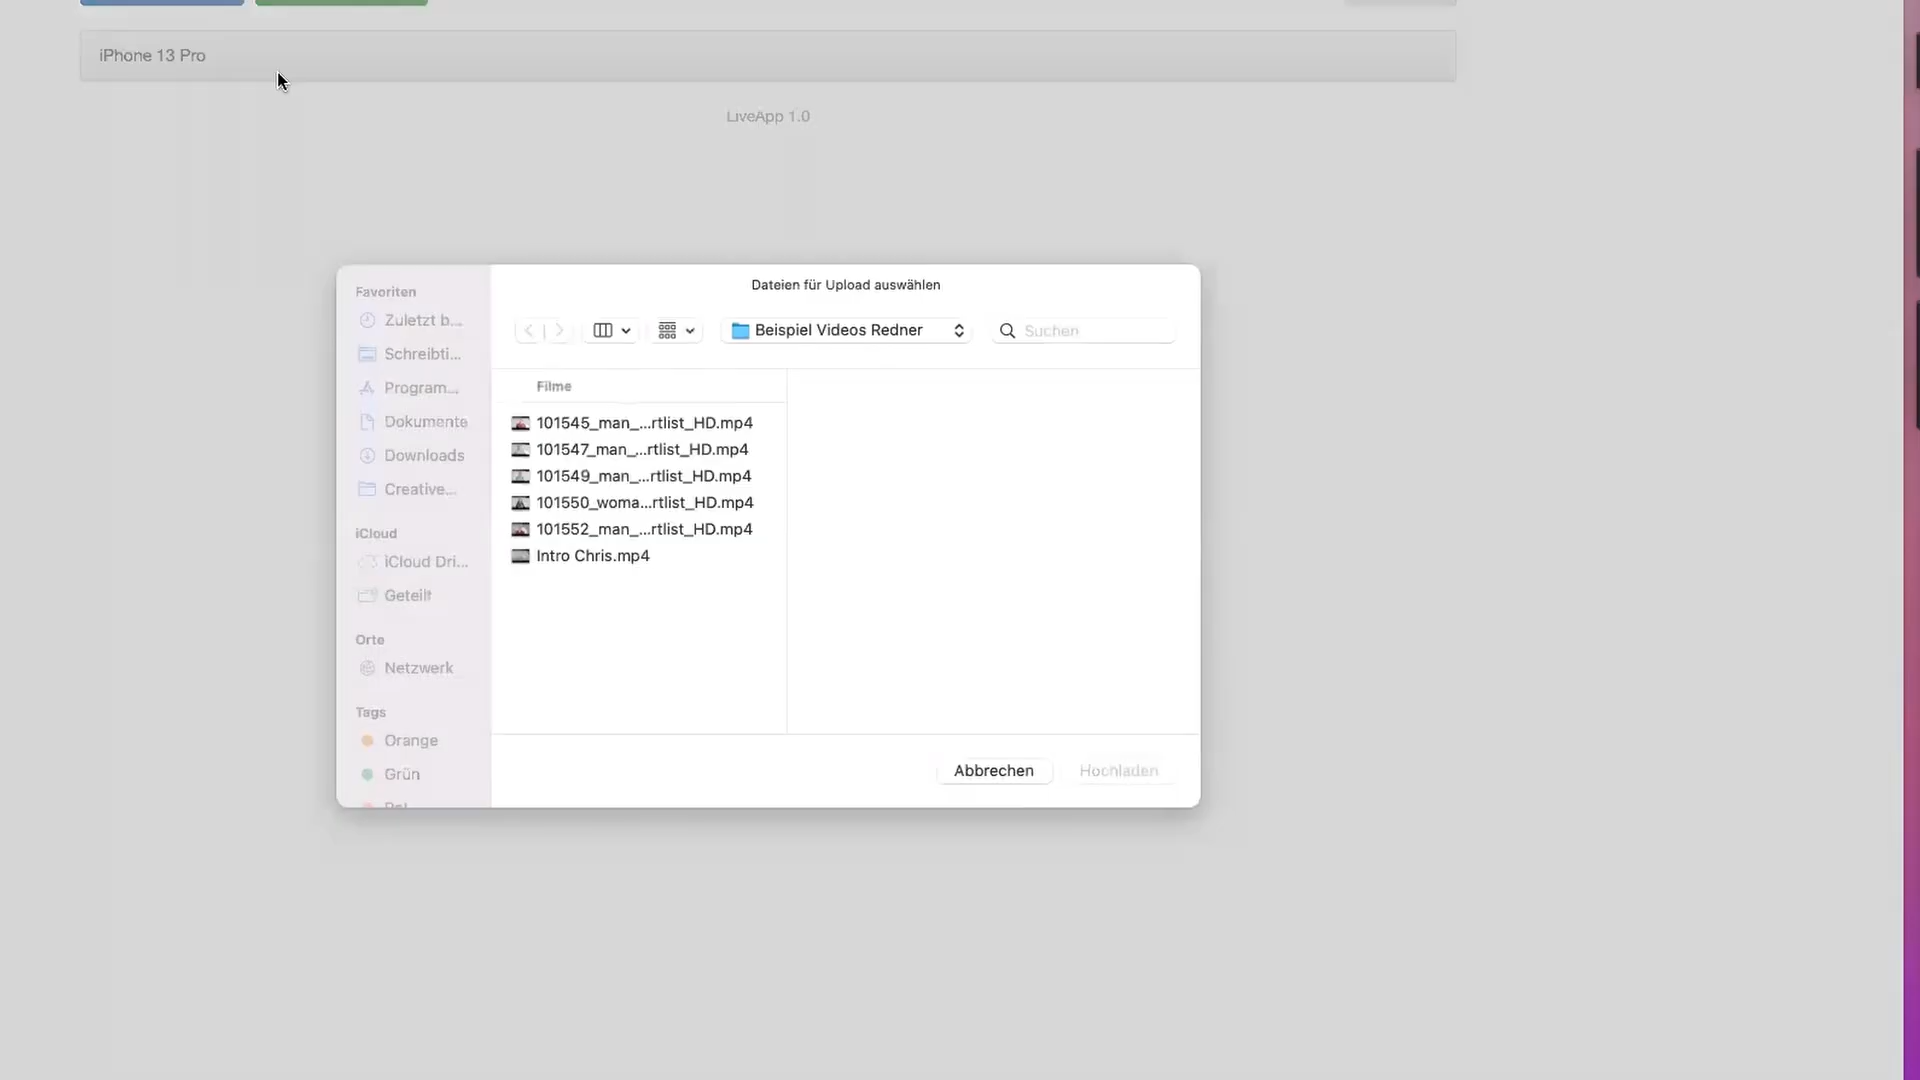 iPhone 13 Pro
LiveApp 1.0
Dateien für Upload auswählen
Beispiel Videos Redner
Suchen
Favoriten
Zuletzt b...
Schreibti...
Program...
Dokumente
Downloads
Creative...
iCloud
iCloud Dri...
Geteilt
Orte
Netzwerk
Tags
Orange
Grün
Filme
101545_man_...rtlist_HD.mp4
101547_man_...rtlist_HD.mp4
101549_man_...rtlist_HD.mp4
101550_woma...rtlist_HD.mp4
101552_man_...rtlist_HD.mp4
Intro Chris.mp4
Abbrechen
Hochladen